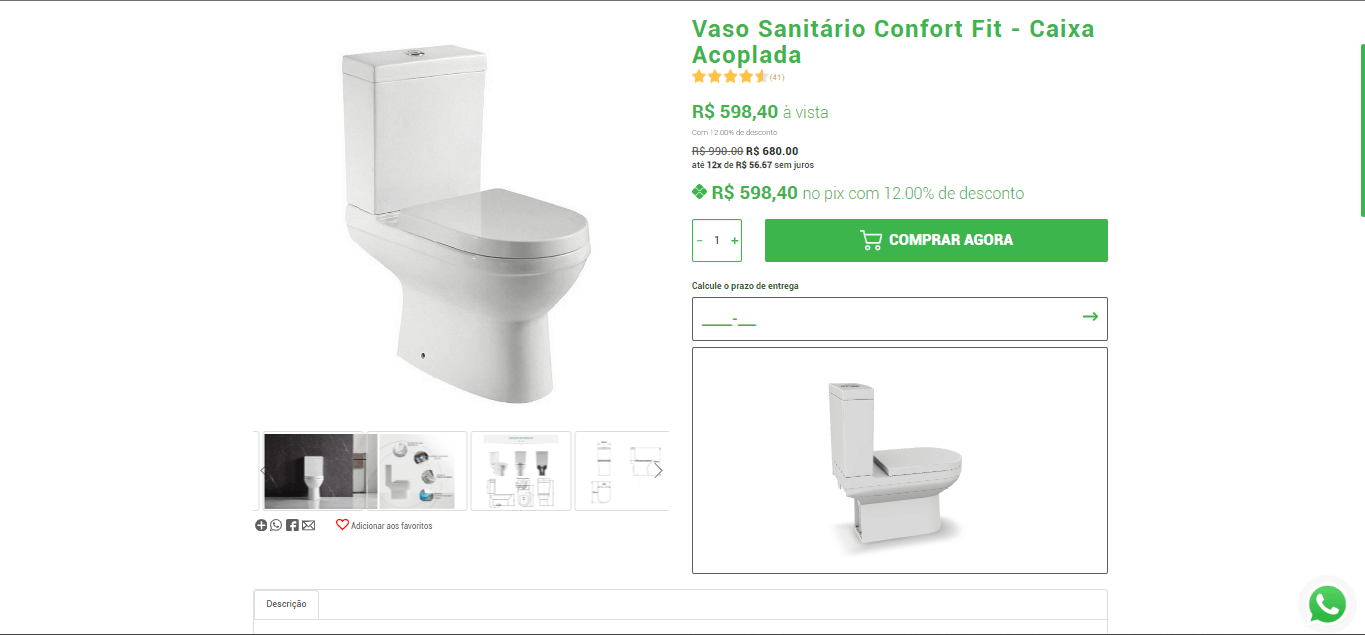 Vaso Sanitário Confort Fit - Caixa
Acoplada
(41)
R$ 598,40 à vista
Com 12.00% de desconto
R$ 990.00 R$ 680.00
até 12x de R$ 56.67 sem juros
R$ 598,40 no pix com 12.00% de desconto
- 1 +
COMPRAR AGORA
Calcule o prazo de entrega
_____-___
Adicionar aos favoritos
Descrição